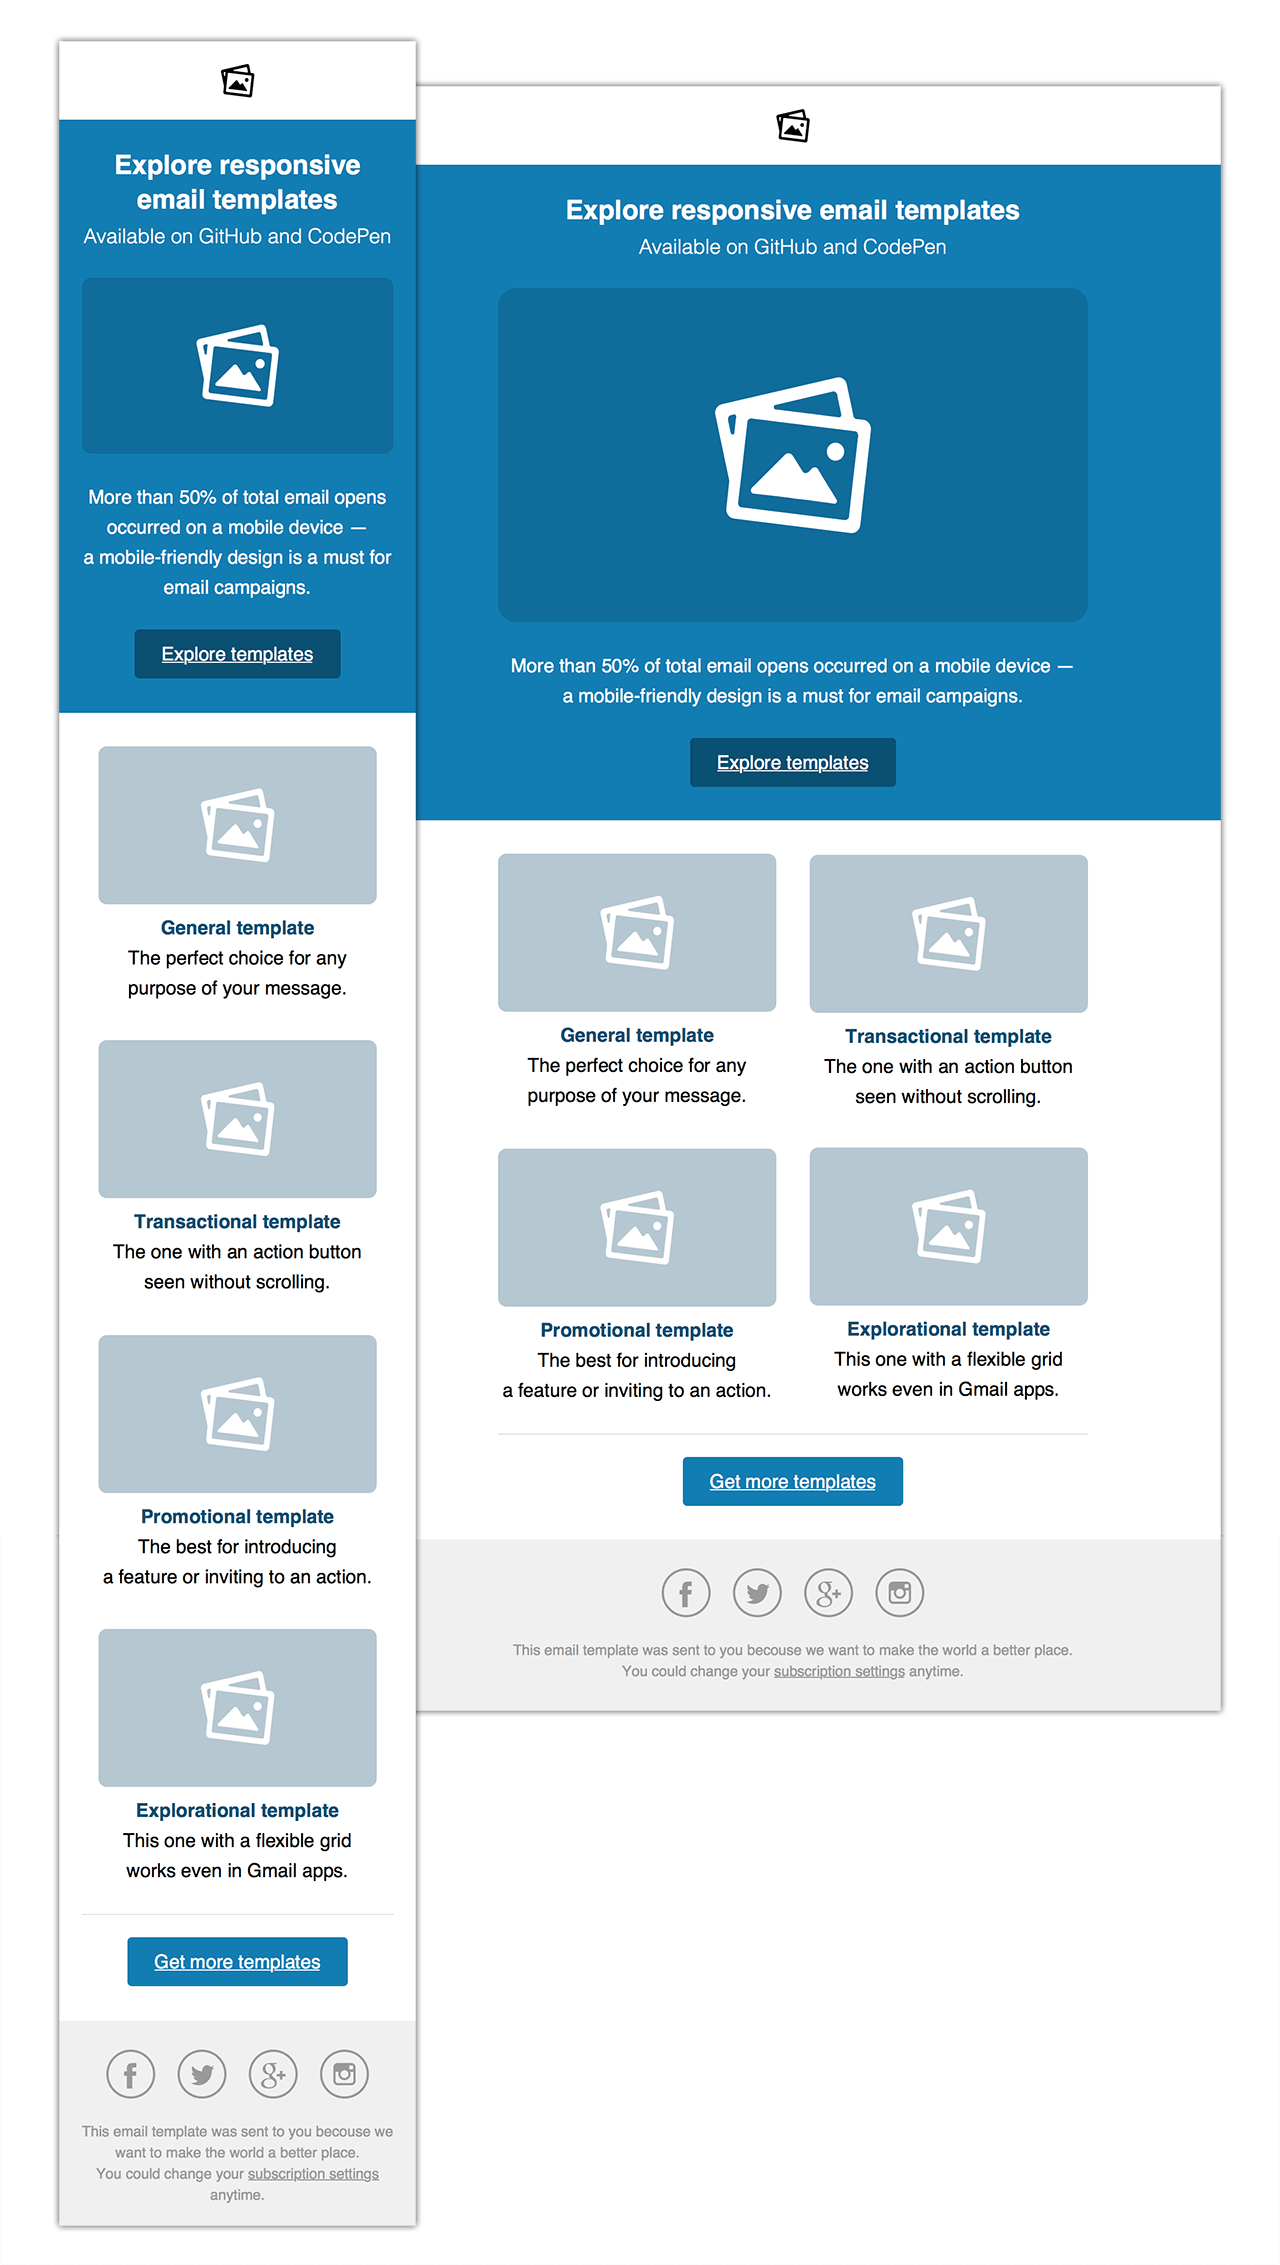 Explore responsive
email templates
Available on GitHub and CodePen
More than 50% of total email opens
occurred on a mobile device —
a mobile-friendly design is a must for
email campaigns.
Explore templates
General template
The perfect choice for any
purpose of your message.
Transactional template
The one with an action button
seen without scrolling.
Promotional template
The best for introducing
a feature or inviting to an action.
Explorational template
This one with a flexible grid
works even in Gmail apps.
Get more templates
This email template was sent to you becouse we
want to make the world a better place.
You could change your subscription settings
anytime.
Explore responsive email templates
Available on GitHub and CodePen
More than 50% of total email opens occurred on a mobile device —
a mobile-friendly design is a must for email campaigns.
Explore templates
General template
The perfect choice for any
purpose of your message.
Transactional template
The one with an action button
seen without scrolling.
Promotional template
The best for introducing
a feature or inviting to an action.
Explorational template
This one with a flexible grid
works even in Gmail apps.
Get more templates
This email template was sent to you becouse we want to make the world a better place.
You could change your subscription settings anytime.